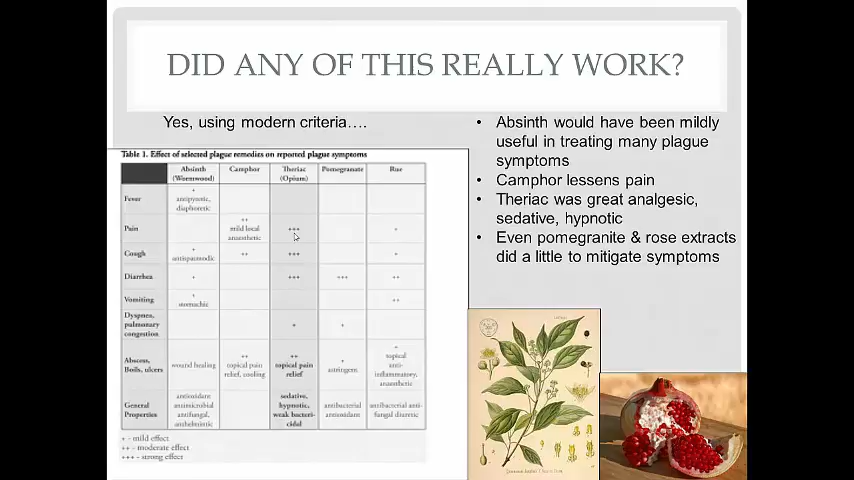 DID ANY OF THIS REALLY WORK?
Yes, using modern criteria….
Table 1. Effect of selected plague remedies on reported plague symptoms
Absinth (Wormwood) Camphor Theriac (Opium) Pomegranate Rue
Fever + antipyretic, diaphoretic
Pain ++ mild local anaesthetic +++ +
Cough + antispasmodic ++ +++ +
Diarrhea + +++ +++ ++
Vomiting + stomachic ++
Dyspnea, pulmonary congestion + +
Abscess, Boils, ulcers wound healing ++ topical pain relief, cooling ++ topical pain relief + astringent + topical anti-inflammatory, anaesthetic
General Properties antioxidant antimicrobial antifungal, anthelmintic sedative, hypnotic, weak bactericidal antibacterial antioxidant antibacterial anti-fungal diuretic
+ - mild effect
++ - moderate effect
+++ - strong effect
• Absinth would have been mildly
useful in treating many plague
symptoms
• Camphor lessens pain
• Theriac was great analgesic,
sedative, hypnotic
• Even pomegranite & rose extracts
did a little to mitigate symptoms